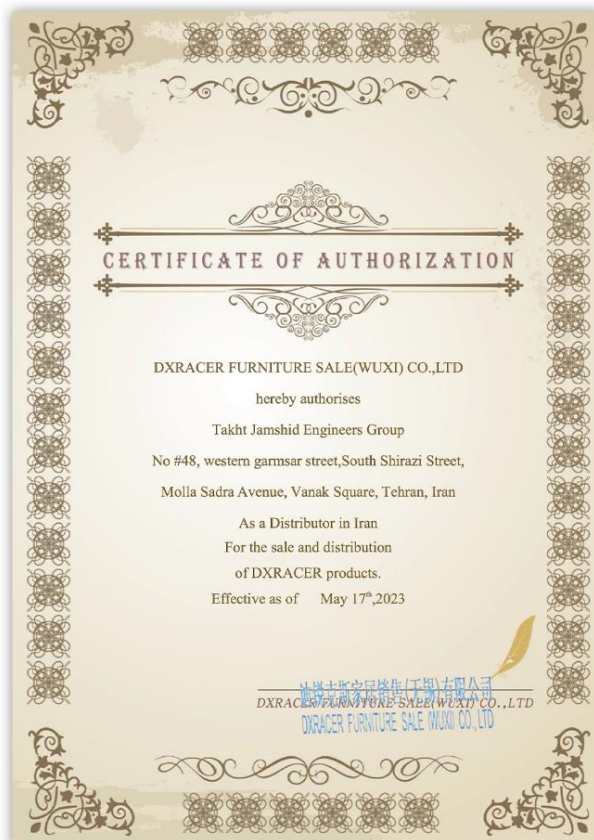 CERTIFICATE OF AUTHORIZATION
DXRACER FURNITURE SALE(WUXI) CO.,LTD
hereby authorises
Takht Jamshid Engineers Group
No #48, western garmsar street,South Shirazi Street,
Molla Sadra Avenue, Vanak Square, Tehran, Iran
As a Distributor in Iran
For the sale and distribution
of DXRACER products.
Effective as of May 17th,2023
迪锐克斯家居销售(无锡)有限公司
DXRACER FURNITURE SALE(WUXI) CO.,LTD
DXRACER FURNITURE SALE (WUXI) CO., LTD